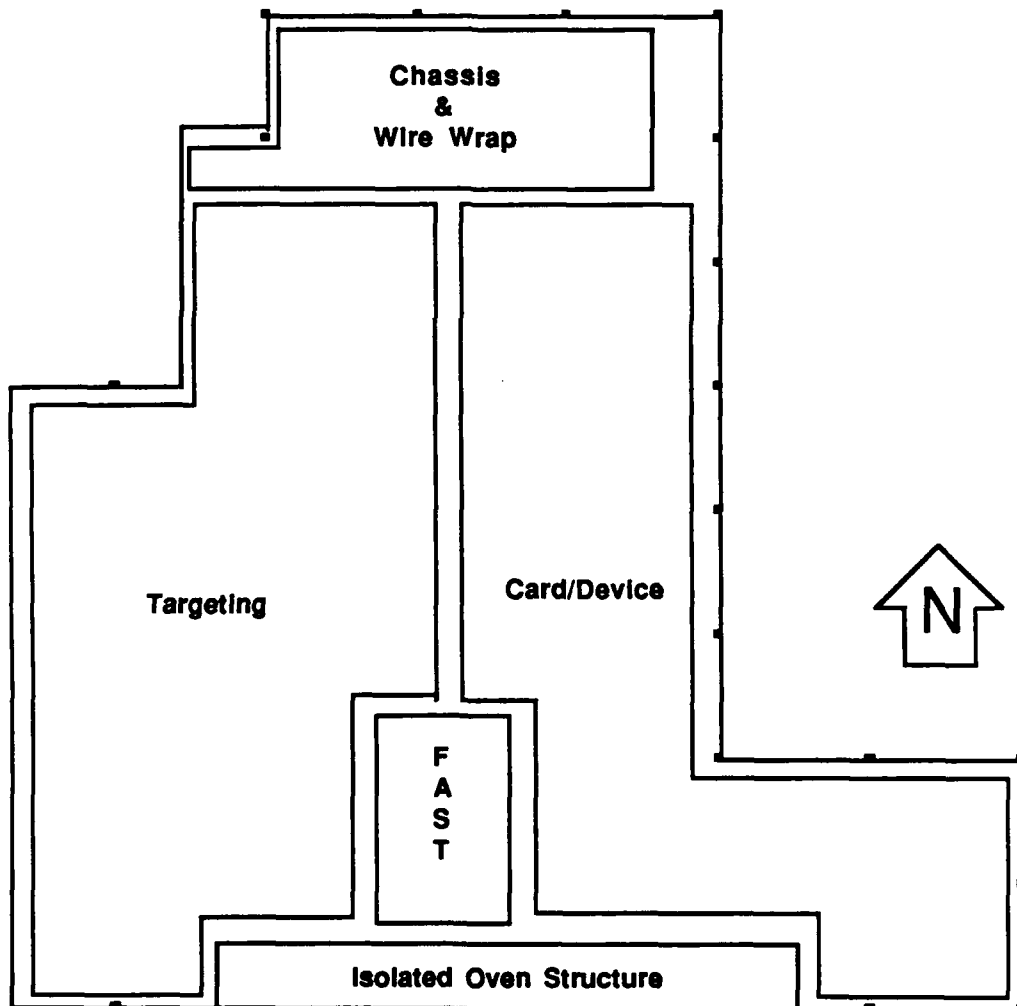 Chassis
&
Wire Wrap
Targeting
Card/Device
N
F
A
S
T
Isolated Oven Structure